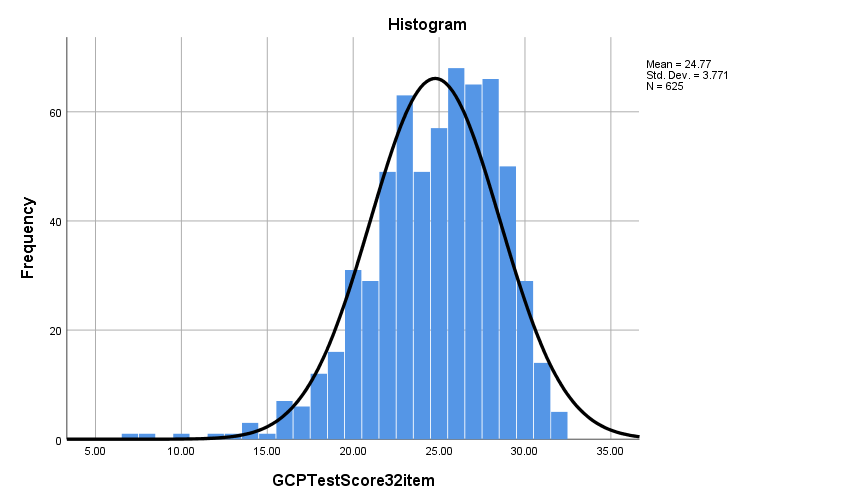 Histogram
Mean = 24.77
Std. Dev. = 3.771
N = 625
Frequency
60
40
20
0
5.00 10.00 15.00 20.00 25.00 30.00 35.00
GCPTestScore32item